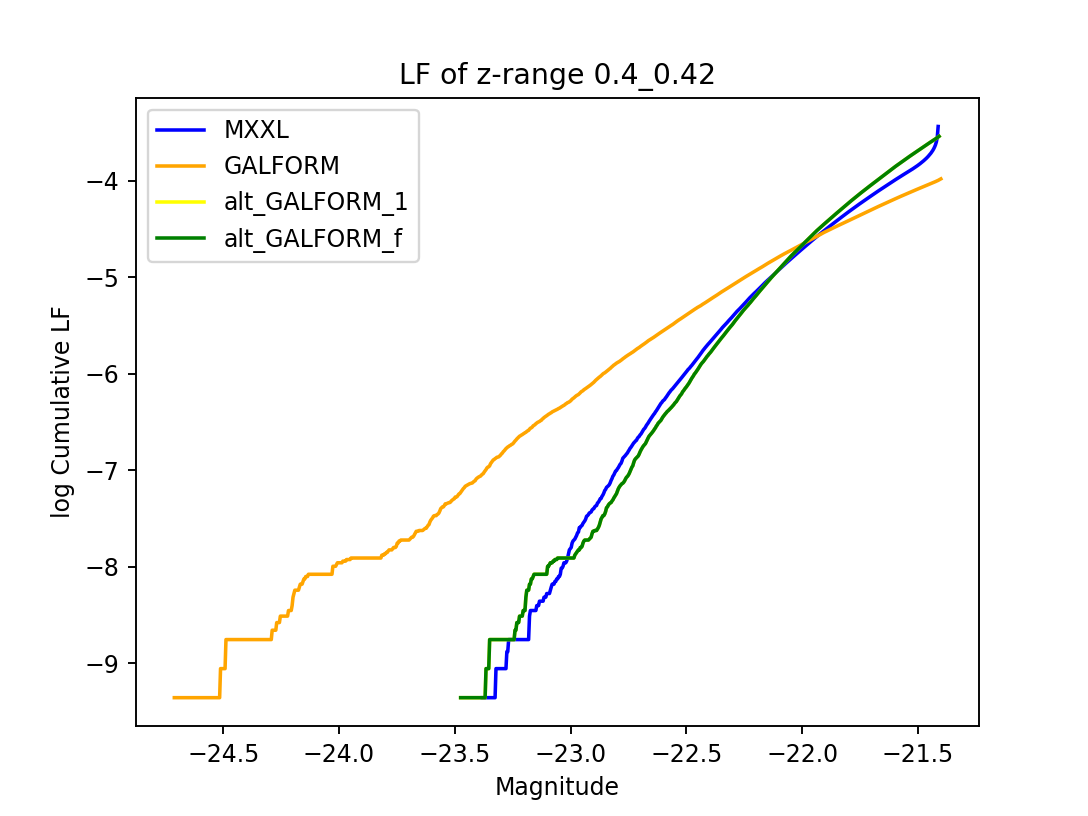 LF of z-range 0.4_0.42
MXXL
GALFORM
alt_GALFORM_1
alt_GALFORM_f
log Cumulative LF
−4
−5
−6
−7
−8
−9
−24.5
−24.0
−23.5
−23.0
−22.5
−22.0
−21.5
Magnitude